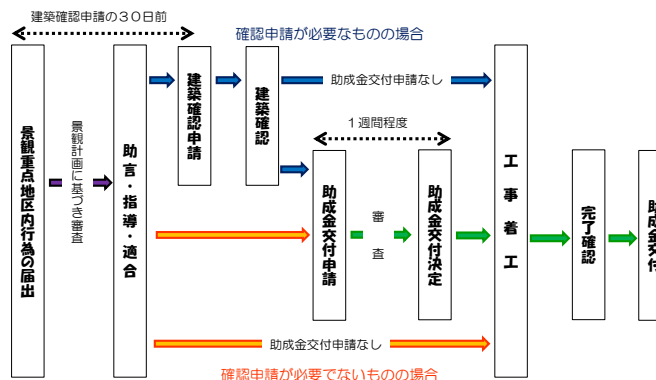 建築確認申請の３０日前
確認申請が必要なものの場合
景観重点地区内行為の届出
景観計画に基づき審査
助言・指導・適合
建築確認申請
建築確認
助成金交付申請なし
１週間程度
助成金交付申請
審査
助成金交付決定
工事着工
完了確認
助成金交付
助成金交付申請なし
確認申請が必要でないものの場合